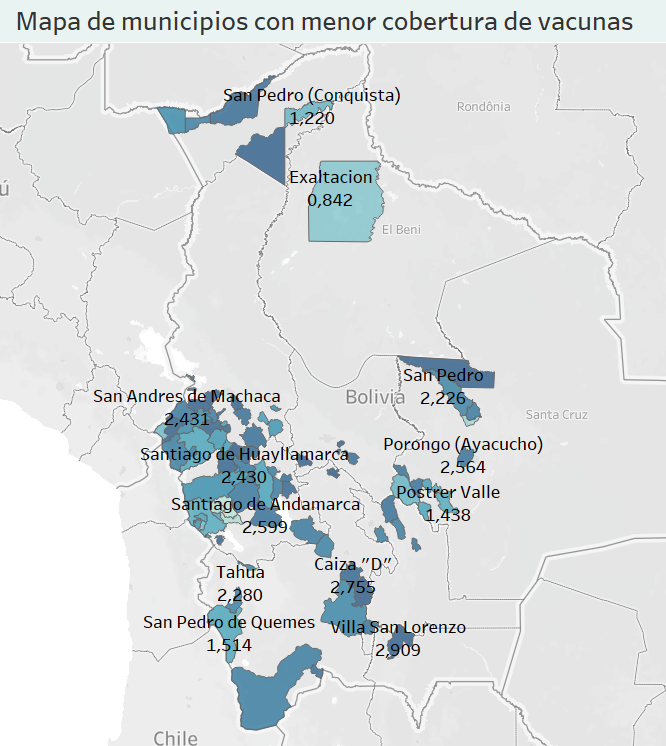 Mapa de municipios con menor cobertura de vacunas
San Pedro (Conquista)
1,220
Rondônia
ú
Exaltacion
0,842
El Beni
San Pedro
2,226
San Andres de Machaca
2,431
Bolivia
Santa Cruz
Porongo (Ayacucho)
2,564
Santiago de Huayllamarca
2,430
Postrer Valle
1,438
Santiago de Andamarca
2,599
Caiza "D"
2,755
Tahua
2,280
San Pedro de Quemes
1,514
Villa San Lorenzo
2,909
Chile